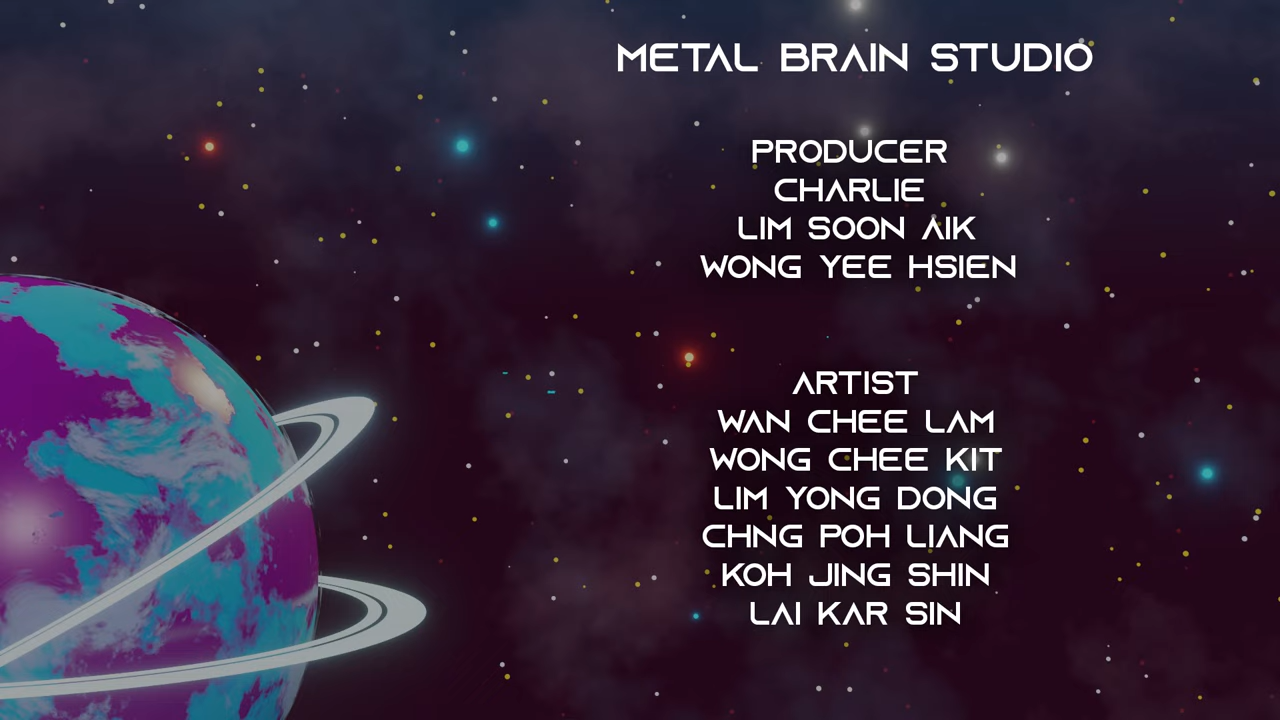 METAL BRAIN STUDIO
PRODUCER
CHARLIE
LIM SOON AIK
WONG YEE HSIEN
ARTIST
WAN CHEE LAM
WONG CHEE KIT
LIM YONG DONG
CHNG POH LIANG
KOH JING SHIN
LAI KAR SIN